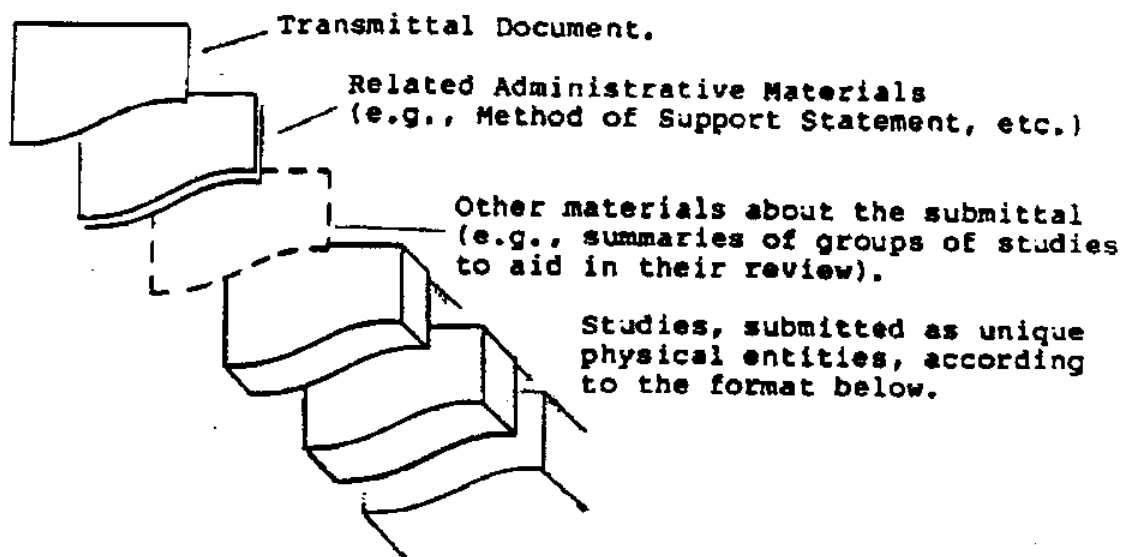 Transmittal Document.
Related Administrative Materials
(e.g., Method of Support Statement, etc.)
Other materials about the submittal
(e.g., summaries of groups of studies
to aid in their review).
Studies, submitted as unique
physical entities, according
to the format below.